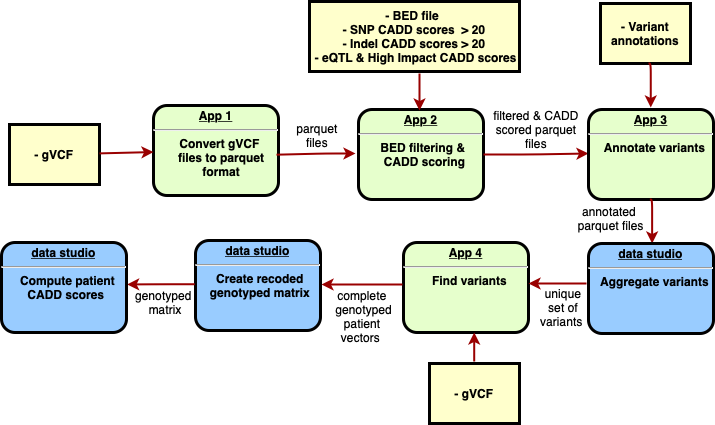 - BED file
- SNP CADD scores > 20
- Indel CADD scores > 20
- eQTL & High Impact CADD scores
- Variant
annotations
- gVCF
App 1
Convert gVCF
files to parquet
format
parquet
files
App 2
BED filtering &
CADD scoring
filtered & CADD
scored parquet
files
App 3
Annotate variants
annotated
parquet files
data studio
Aggregate variants
unique
set of
variants
App 4
Find variants
- gVCF
complete
genotyped
patient
vectors
data studio
Create recoded
genotyped matrix
genotyped
matrix
data studio
Compute patient
CADD scores